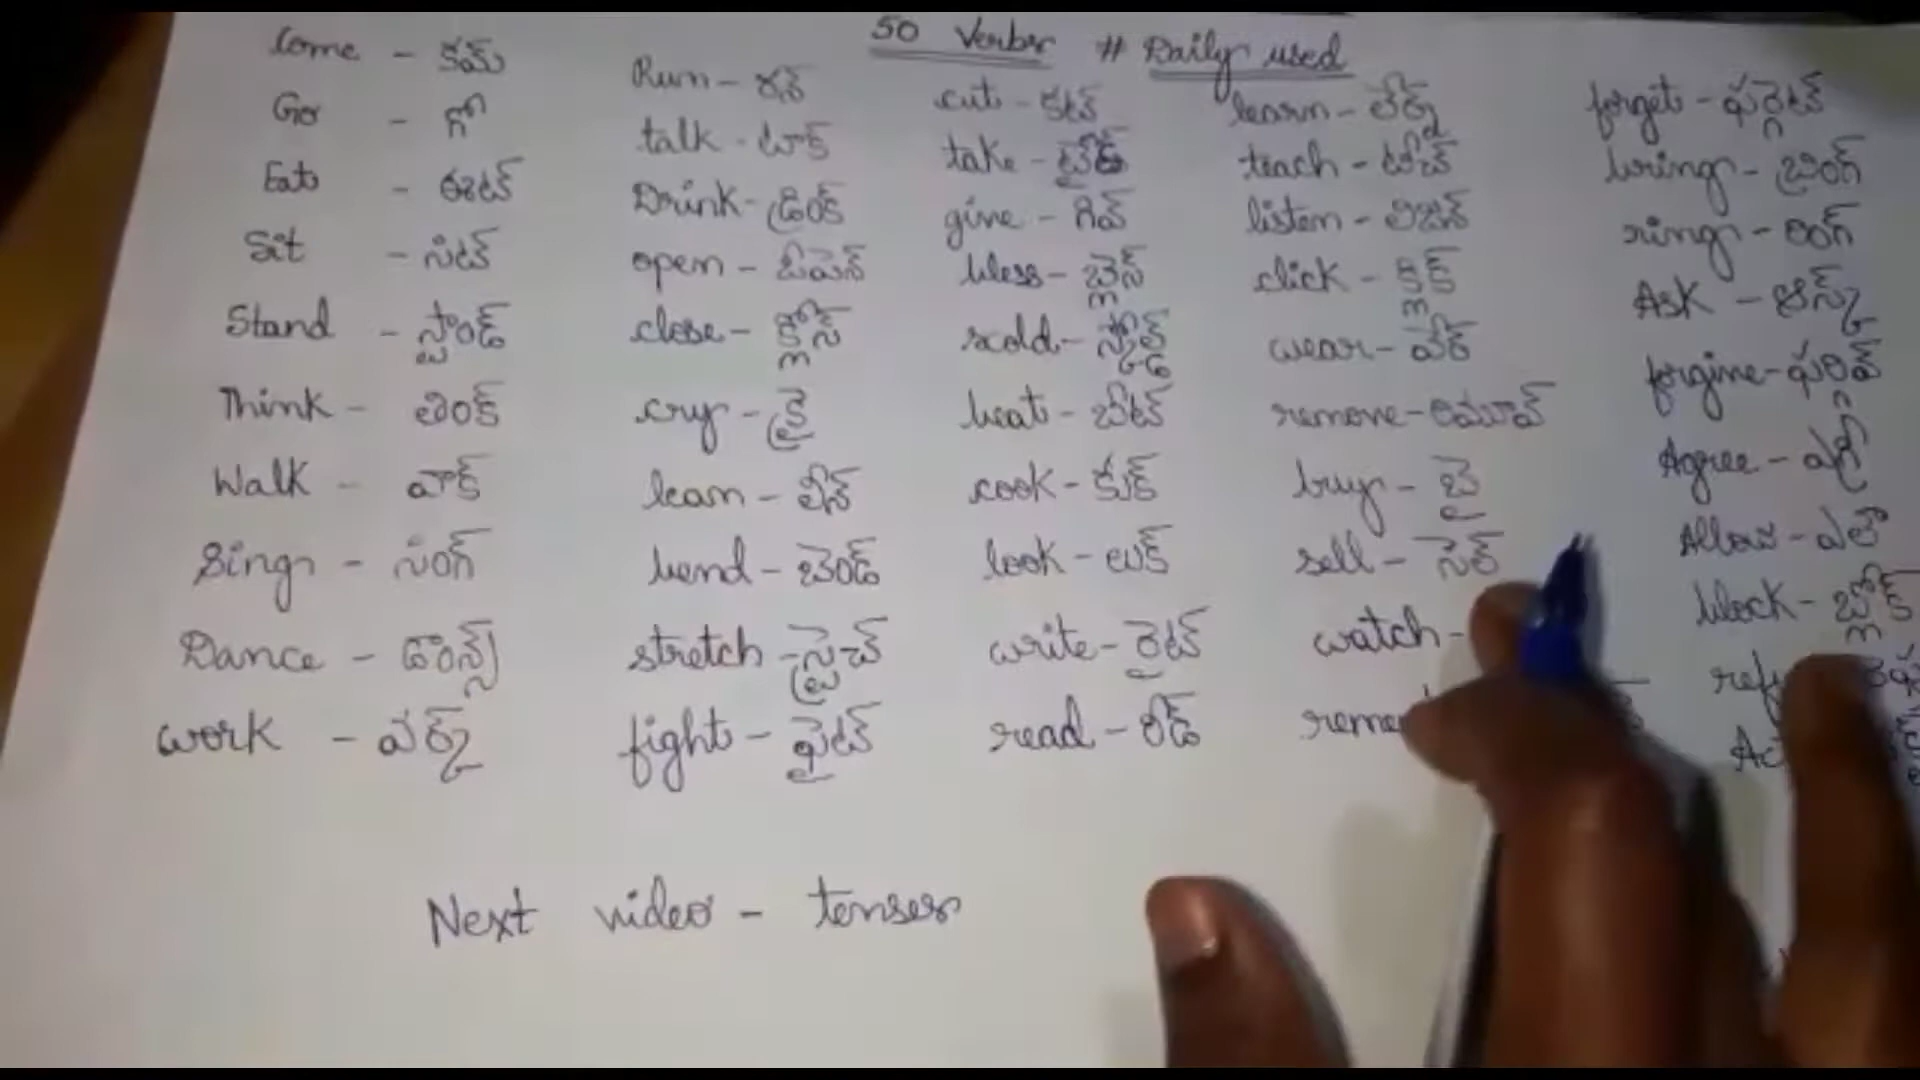 50 Verbs # Daily used
Come - కమ్
Go - గో
Eat - ఈట్
Sit - సిట్
Stand - స్టాండ్
Think - తింక్
Walk - వాక్
Sing - సింగ్
Dance - డాన్స్
work - వర్క్
Run - రన్
talk - టాక్
Drink - డ్రింక్
open - ఓపెన్
close - క్లోస్
cry - క్రై
lean - లీన్
bend - బెండ్
stretch - స్ట్రెచ్
fight - ఫైట్
cut - కట్
take - టేక్
give - గివ్
bless - బ్లెస్
scold - స్కోల్డ్
beat - బీట్
cook - కుక్
look - లుక్
write - రైట్
read - రీడ్
learn - లేర్న్
teach - టీచ్
listen - లిజన్
click - క్లిక్
wear - వేర్
remove - రిమూవ్
buy - బై
sell - సెల్
watch -
forget - ఫర్గెట్
bring - బ్రింగ్
ring - రింగ్
Ask - ఆస్క్
forgive - ఫర్గివ్
Agree - ఎగ్రీ
Allow - ఎలో
block - బ్లోక్
Next video - tenses